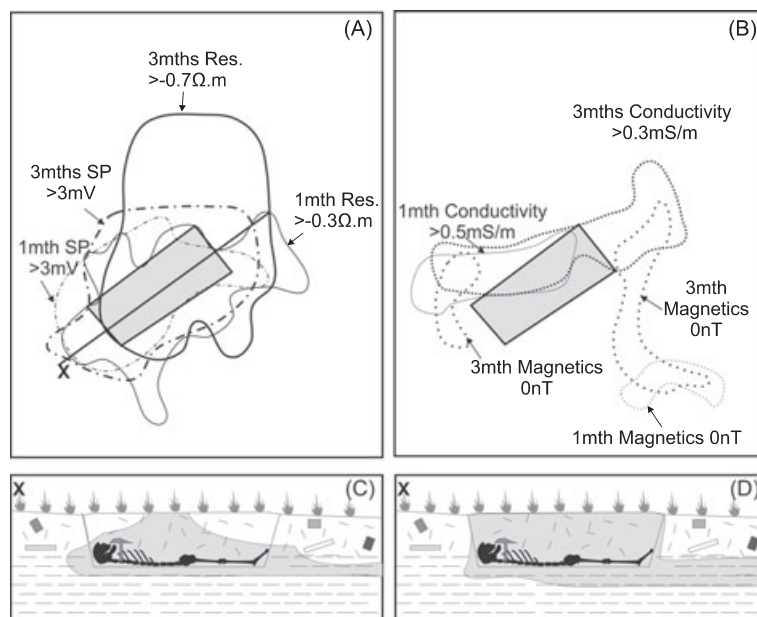 (A)
3mths Res.
>-0.7Ω.m
3mths SP
>3mV
1mth Res.
>-0.3Ω.m
1mth SP
>3mV
X
(B)
3mths Conductivity
>0.3mS/m
1mth Conductivity
>0.5mS/m
3mth
Magnetics
0nT
3mth Magnetics
0nT
1mth Magnetics 0nT
X
(C)
X
(D)